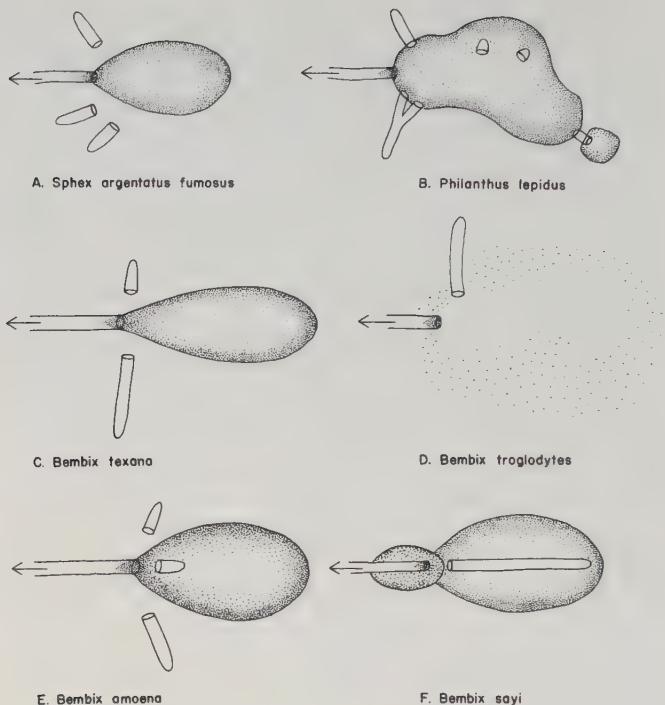 A. Sphex argentatus fumosus
B. Philanthus lepidus
C. Bembix texana
D. Bembix troglodytes
E. Bembix amoena
F. Bembix sayi